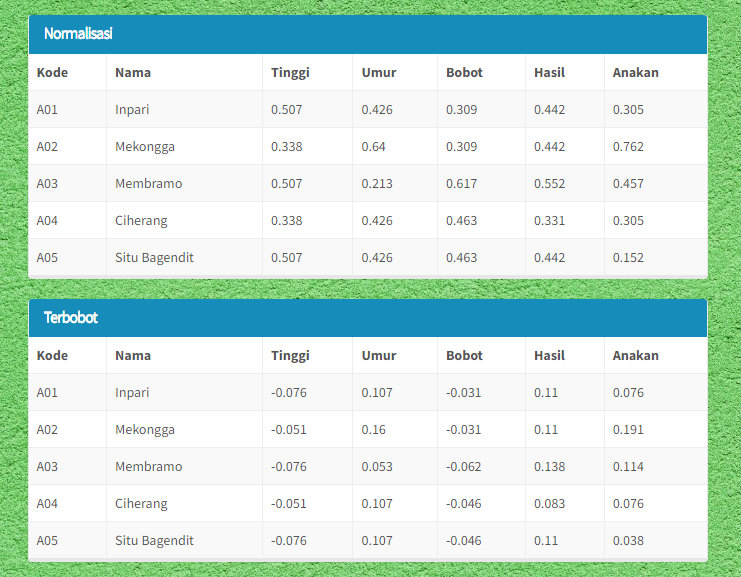 Normalisasi
Kode Nama Tinggi Umur Bobot Hasil Anakan
A01 Inpari 0.507 0.426 0.309 0.442 0.305
A02 Mekongga 0.338 0.64 0.309 0.442 0.762
A03 Membramo 0.507 0.213 0.617 0.552 0.457
A04 Ciherang 0.338 0.426 0.463 0.331 0.305
A05 Situ Bagendit 0.507 0.426 0.463 0.442 0.152
Terbobot
Kode Nama Tinggi Umur Bobot Hasil Anakan
A01 Inpari -0.076 0.107 -0.031 0.11 0.076
A02 Mekongga -0.051 0.16 -0.031 0.11 0.191
A03 Membramo -0.076 0.053 -0.062 0.138 0.114
A04 Ciherang -0.051 0.107 -0.046 0.083 0.076
A05 Situ Bagendit -0.076 0.107 -0.046 0.11 0.038